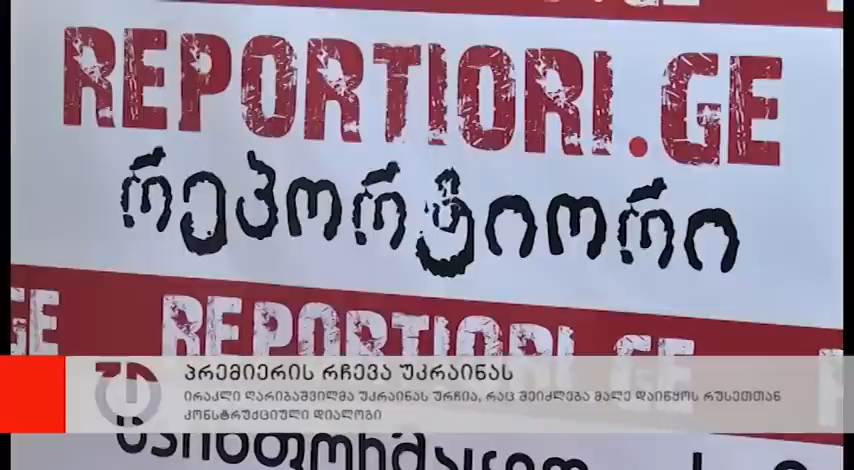 REPORTIORI.GE
რეპორტიორი
GE REPORTIORI.GE
პრემიერის რჩევა უკრაინას
ირაკლი ღარიბაშვილმა უკრაინას ურჩია, რაც შეიძლება მალე დაიწყოს რუსეთთან
კონსტრუქციული დიალოგი